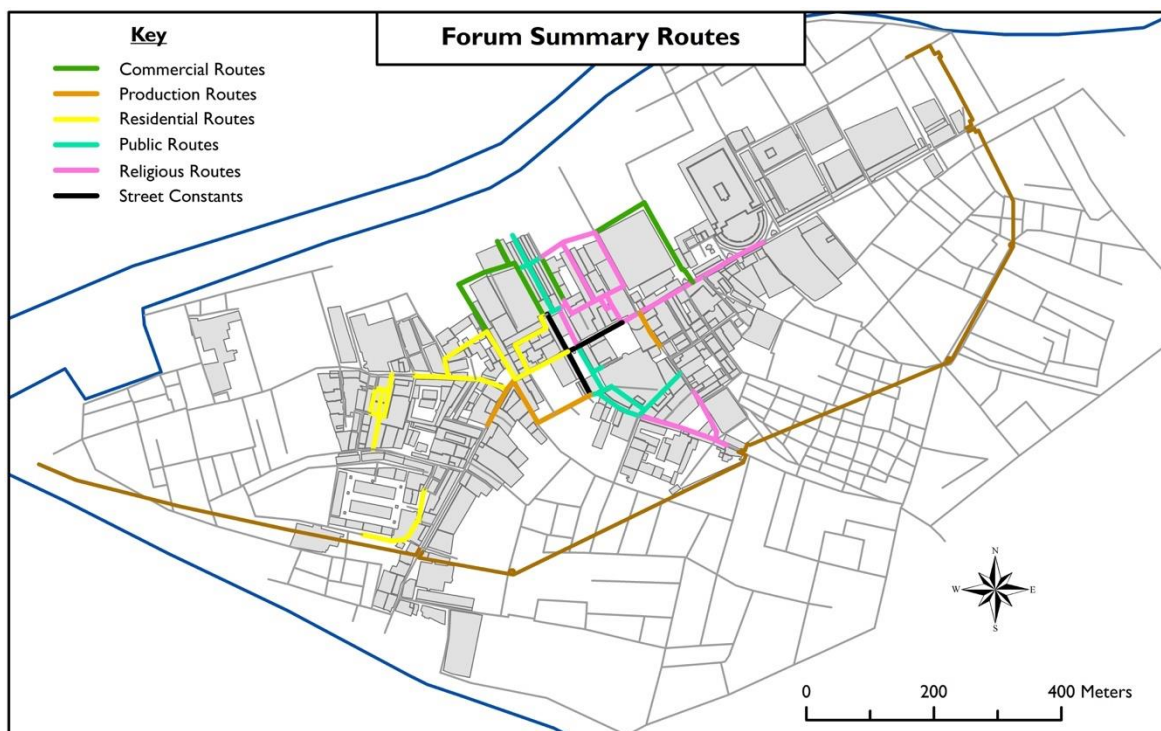 Forum Summary Routes
Key
Commercial Routes
Production Routes
Residential Routes
Public Routes
Religious Routes
Street Constants
N
W E
S
0 200 400 Meters